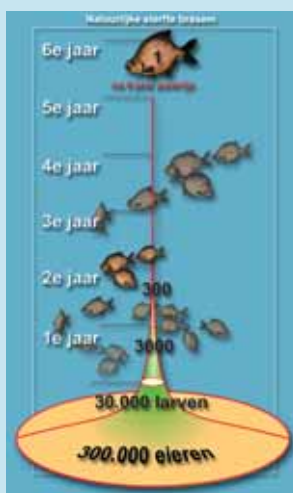 Natuurlijke sterfte brasem
6e jaar
5e jaar
4e jaar
3e jaar
2e jaar
300
1e jaar
3000
30.000 larven
300.000 eieren